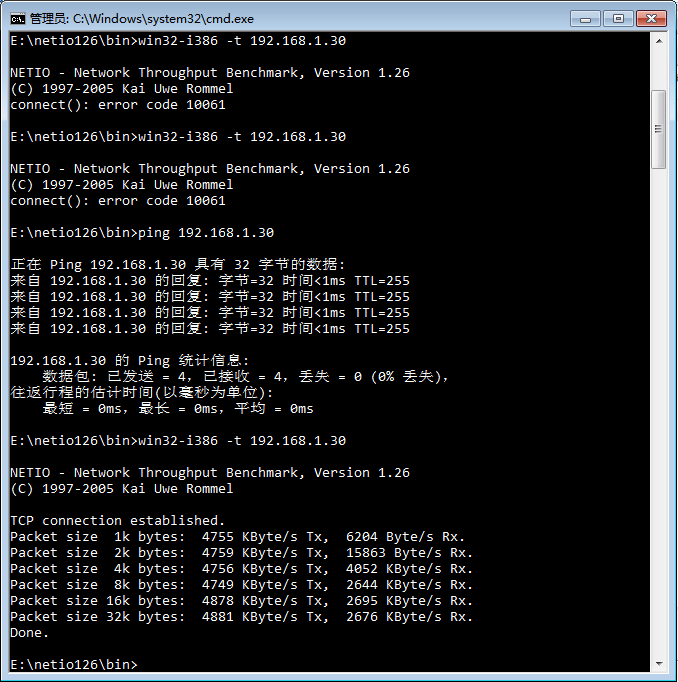 管理员: C:\Windows\system32\cmd.exe
E:\netio126\bin>win32-i386 -t 192.168.1.30
NETIO - Network Throughput Benchmark, Version 1.26
(C) 1997-2005 Kai Uwe Rommel
connect(): error code 10061
E:\netio126\bin>win32-i386 -t 192.168.1.30
NETIO - Network Throughput Benchmark, Version 1.26
(C) 1997-2005 Kai Uwe Rommel
connect(): error code 10061
E:\netio126\bin>ping 192.168.1.30
正在 Ping 192.168.1.30 具有 32 字节的数据:
来自 192.168.1.30 的回复: 字节=32 时间<1ms TTL=255
来自 192.168.1.30 的回复: 字节=32 时间<1ms TTL=255
来自 192.168.1.30 的回复: 字节=32 时间<1ms TTL=255
来自 192.168.1.30 的回复: 字节=32 时间<1ms TTL=255
192.168.1.30 的 Ping 统计信息:
    数据包: 已发送 = 4，已接收 = 4，丢失 = 0 (0% 丢失)，
往返行程的估计时间(以毫秒为单位):
    最短 = 0ms，最长 = 0ms，平均 = 0ms
E:\netio126\bin>win32-i386 -t 192.168.1.30
NETIO - Network Throughput Benchmark, Version 1.26
(C) 1997-2005 Kai Uwe Rommel
TCP connection established.
Packet size  1k bytes:  4755 KByte/s Tx,  6204 Byte/s Rx.
Packet size  2k bytes:  4759 KByte/s Tx,  15863 Byte/s Rx.
Packet size  4k bytes:  4756 KByte/s Tx,  4052 KByte/s Rx.
Packet size  8k bytes:  4749 KByte/s Tx,  2644 KByte/s Rx.
Packet size 16k bytes:  4878 KByte/s Tx,  2695 KByte/s Rx.
Packet size 32k bytes:  4881 KByte/s Tx,  2676 KByte/s Rx.
Done.
E:\netio126\bin>